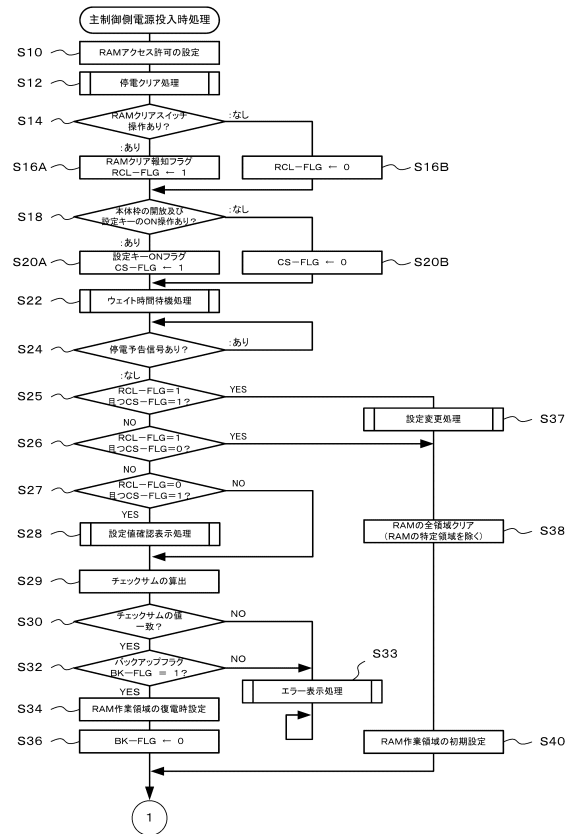 主制御側電源投入時処理
S10
RAMアクセス許可の設定
S12
停電クリア処理
S14
RAMクリアスイッチ
操作あり?
:なし
:あり
S16A
RAMクリア報知フラグ
RCL-FLG ← 1
RCL-FLG ← 0
S16B
S18
本体枠の開放及び
設定キーのON操作あり?
:なし
:あり
S20A
設定キーONフラグ
CS-FLG ← 1
CS-FLG ← 0
S20B
S22
ウェイト時間待機処理
S24
停電予告信号あり?
:あり
:なし
S25
RCL-FLG=1
且つCS-FLG=1?
YES
NO
設定変更処理
S37
S26
RCL-FLG=1
且つCS-FLG=0?
YES
NO
S27
RCL-FLG=0
且つCS-FLG=1?
NO
YES
S28
設定値確認表示処理
RAMの全領域クリア
(RAMの特定領域を除く)
S38
S29
チェックサムの算出
S30
チェックサムの値
一致?
NO
YES
S32
バックアップフラグ
BK-FLG = 1?
NO
YES
S33
エラー表示処理
S34
RAM作業領域の復電時設定
S36
BK-FLG ← 0
RAM作業領域の初期設定
S40
1